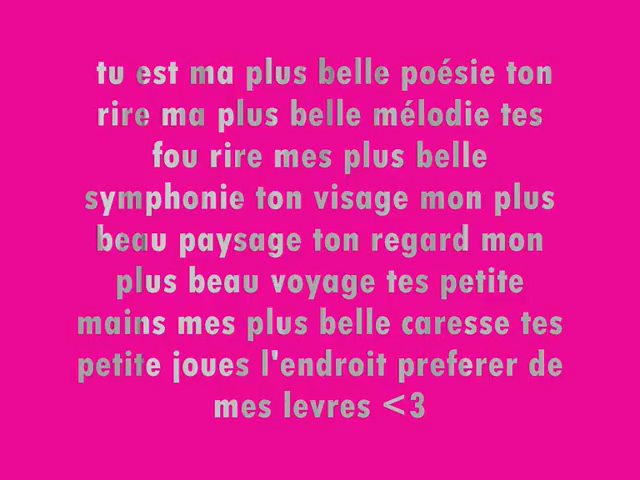 tu est ma plus belle poésie ton
rire ma plus belle mélodie tes
fou rire mes plus belle
symphonie ton visage mon plus
beau paysage ton regard mon
plus beau voyage tes petite
mains mes plus belle caresse tes
petite joues l'endroit preferer de
mes levres <3